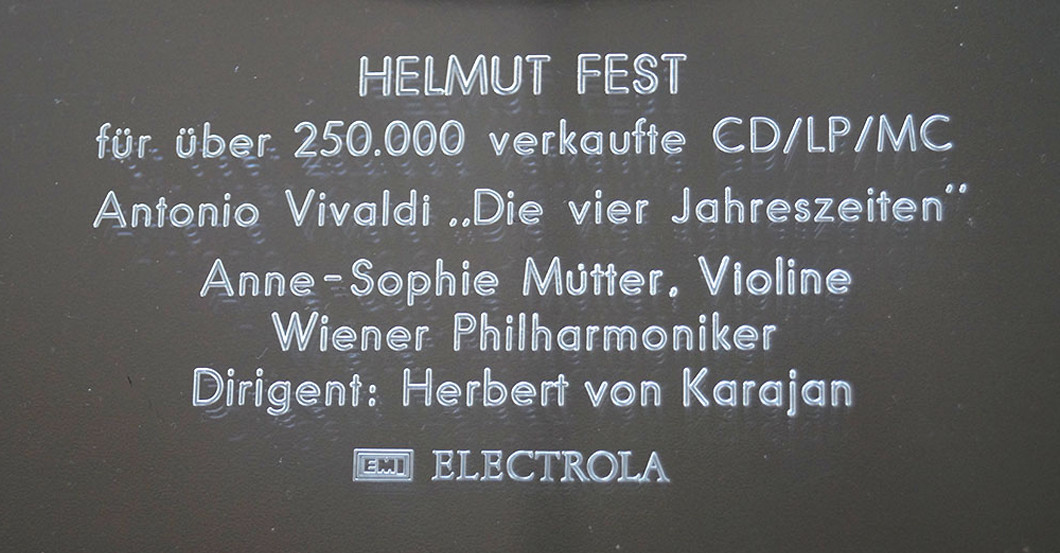 HELMUT FEST
für über 250.000 verkaufte CD/LP/MC
Antonio Vivaldi „Die vier Jahreszeiten“
Anne-Sophie Mutter, Violine
Wiener Philharmoniker
Dirigent: Herbert von Karajan
EMI ELECTROLA